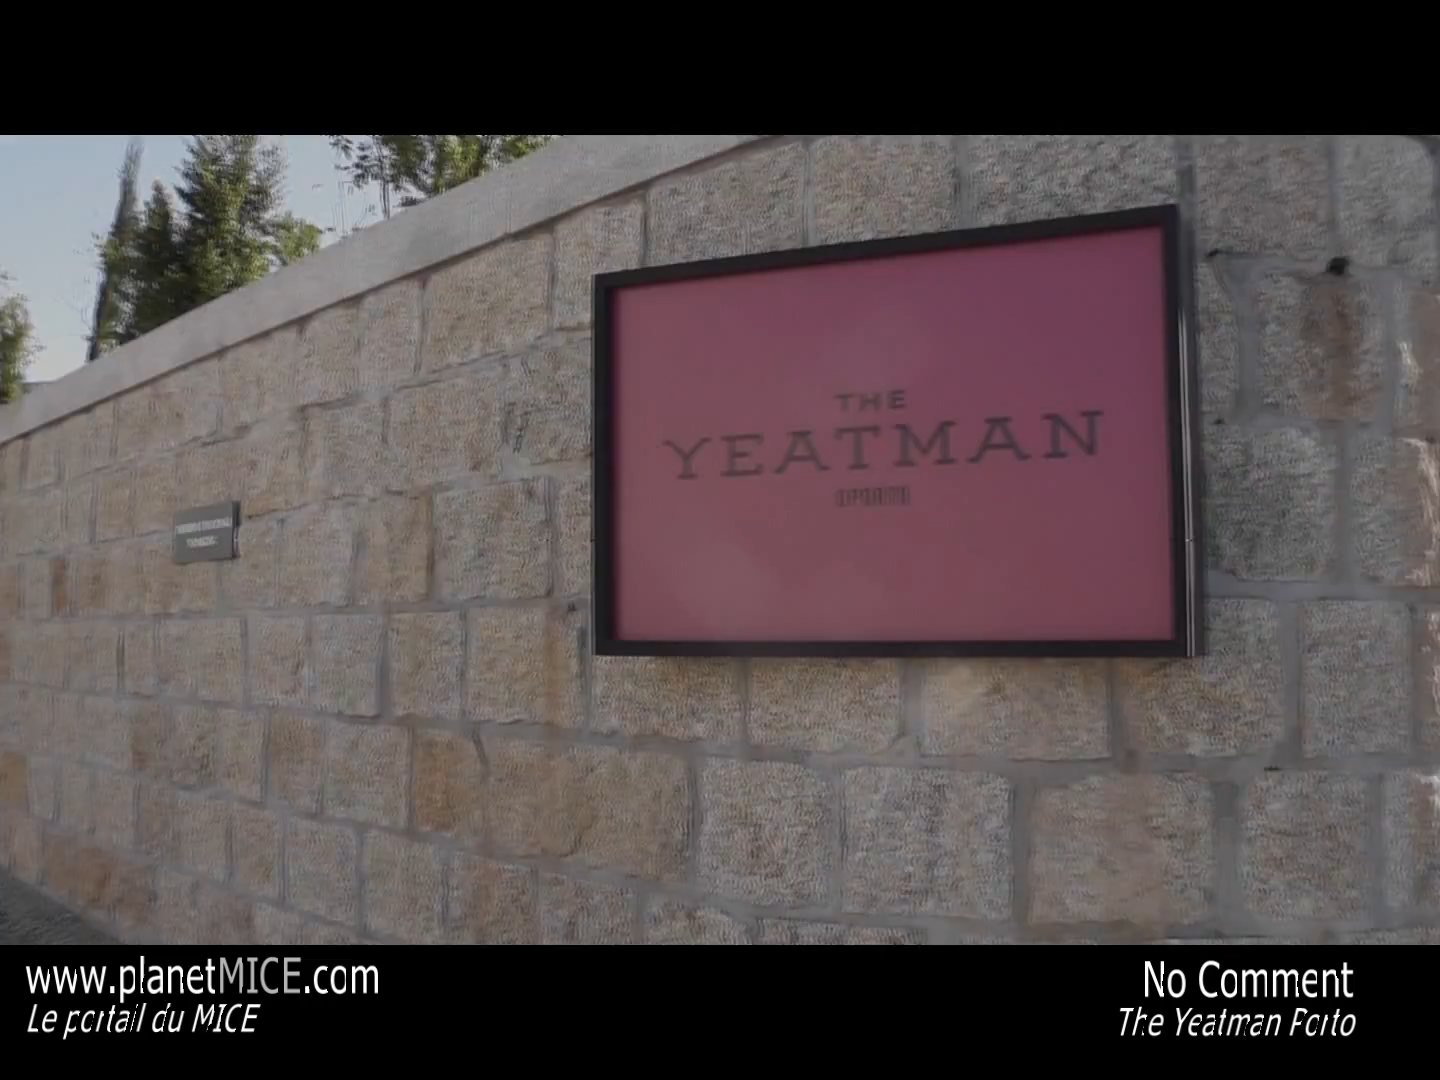 THE
YEATMAN
www.planetMICE.com
Le portail du MICE
No Comment
The Yeatman Porto